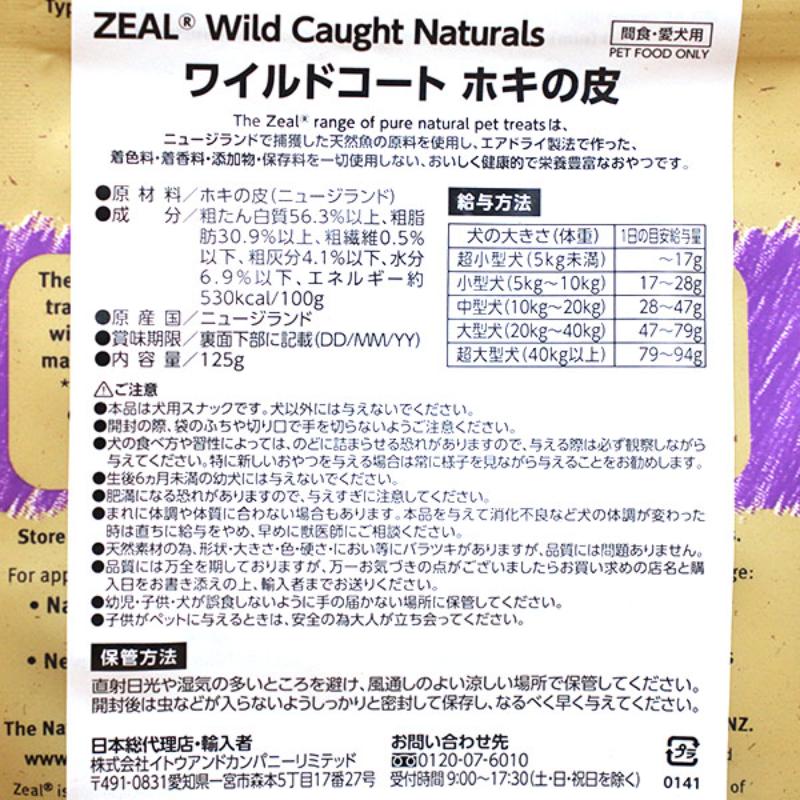 Typ
ZEAL® Wild Caught Naturals
間食・愛犬用
PET FOOD ONLY
ワイルドコート ホキの皮
The Zeal® range of pure natural pet treatsは、
ニュージランドで捕獲した天然魚の原料を使用し、エアドライ製法で作った、
着色料・着香料・添加物・保存料を一切使用しない、おいしく健康的で栄養豊富なおやつです。
●原材料／ホキの皮（ニュージランド）
●成分／粗たん白質56.3%以上、粗脂
肪30.9%以上、粗繊維0.5%
以下、粗灰分4.1%以下、水分
6.9%以下、エネルギー約
530kcal/100g
●原産国／ニュージランド
●賞味期限／裏面下部に記載(DD/MM/YY)
●内容量／125g
給与方法
犬の大きさ（体重） 1日の目安給与量
超小型犬(5kg未満) ～17g
小型犬(5kg～10kg) 17～28g
中型犬(10kg～20kg) 28～47g
大型犬(20kg～40kg) 47～79g
超大型犬(40kg以上) 79～94g
The
tra
wi
ma
*
⚠ご注意
●本品は犬用スナックです。犬以外には与えないでください。
●開封の際、袋のふちや切り口で手を切らないようご注意ください。
●犬の食べ方や習性によっては、のどに詰まらせる恐れがありますので、与える際は必ず観察しながら
与えてください。特に新しいおやつを与える場合は常に様子を見ながら与えることをお勧めします。
●生後6ヵ月未満の幼犬には与えないでください。
●肥満になる恐れがありますので、与えすぎに注意してください。
●まれに体調や体質に合わない場合もあります。本品を与えて消化不良など犬の体調が変わった
時は直ちに給与をやめ、早めに獣医師にご相談ください。
●天然素材の為、形状・大きさ・色・硬さ・におい等にバラツキがありますが、品質には問題ありません。
●品質には万全を期しておりますが、万一お気づきの点がございましたらお買い求めの店名と購
入日をお書き添えの上、輸入者までお送りください。
●幼児・子供・犬が誤食しないように手の届かない場所に保管してください。
●子供がペットに与えるときは、安全の為大人が立ち会ってください。
Store
For app
ge:
• Na
• Ne
保管方法
直射日光や湿気の多いところを避け、風通しのよい涼しい場所で保管してください。
開封後は虫などが入らないようしっかりと密封して保存し、なるべく早く与えてください。
The Na
NZ.
www
Zeal® is
of
日本総代理店・輸入者
株式会社イトウアンドカンパニーリミテッド
〒491-0831愛知県一宮市森本5丁目17番27号
お問い合わせ先
0120-07-6010
受付時間 9:00～17:30(土・日・祝日を除く)
プラ
0141